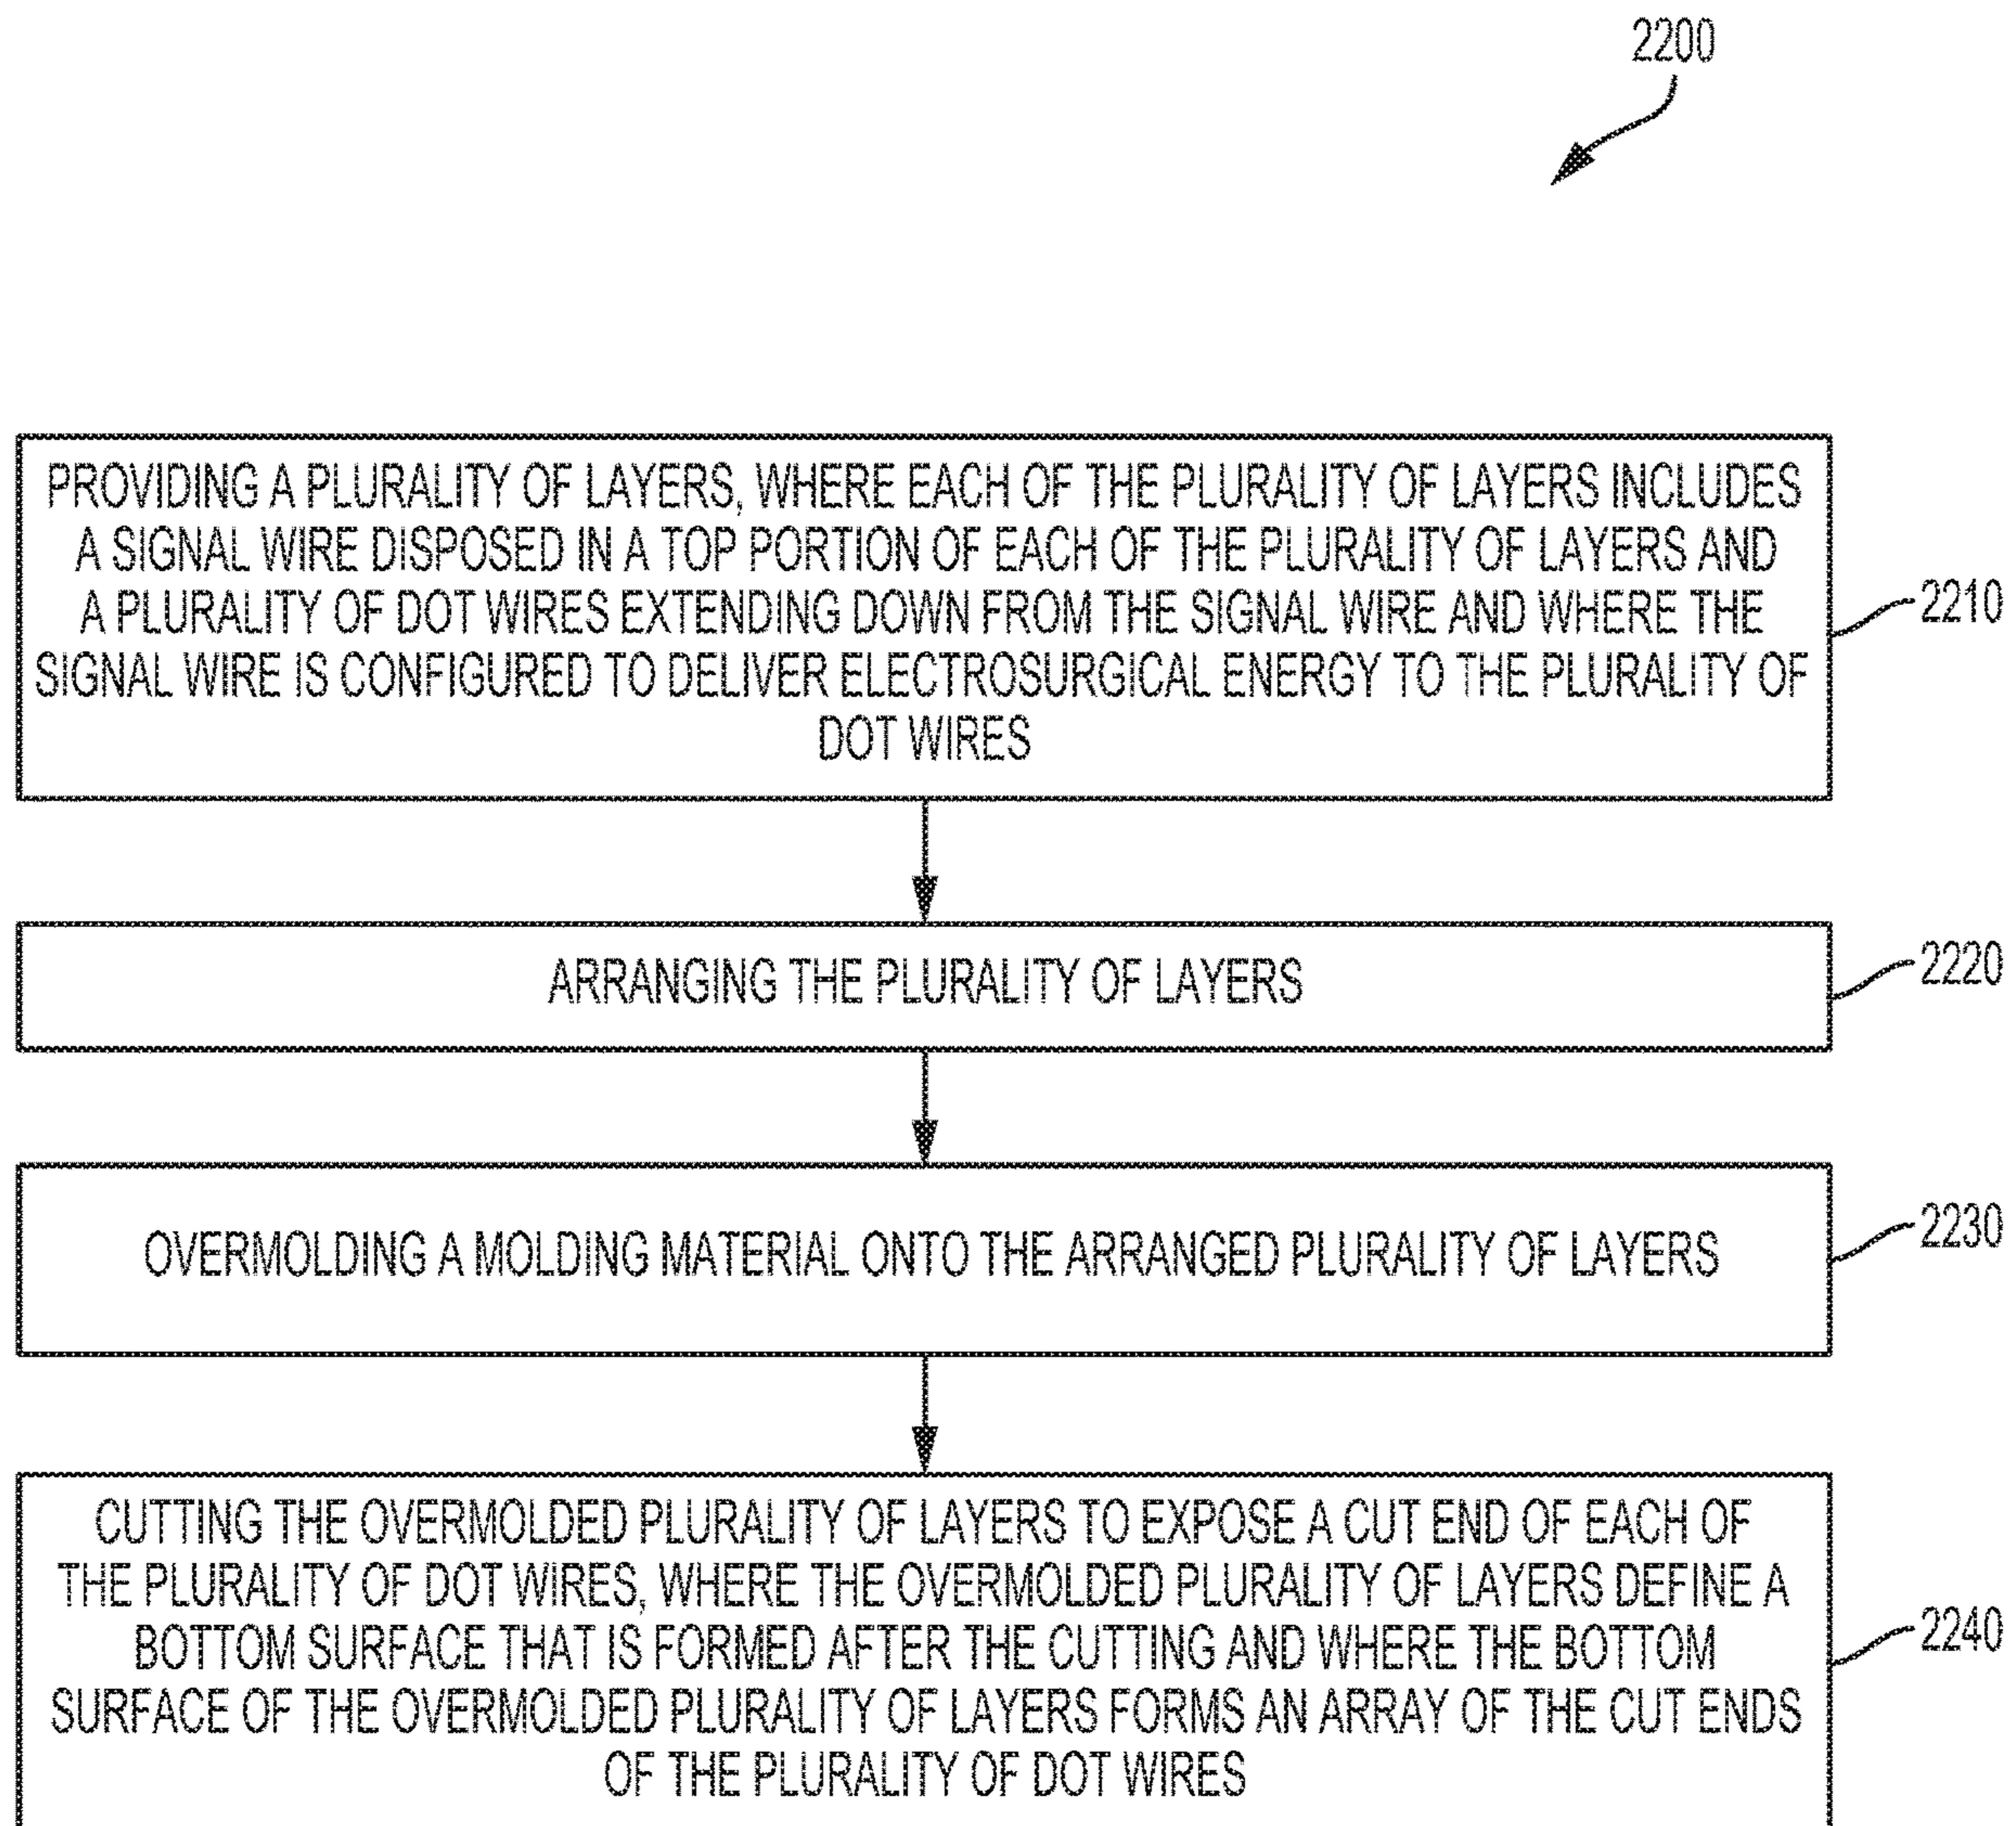 2200
PROVIDING A PLURALITY OF LAYERS, WHERE EACH OF THE PLURALITY OF LAYERS INCLUDES
A SIGNAL WIRE DISPOSED IN A TOP PORTION OF EACH OF THE PLURALITY OF LAYERS AND
A PLURALITY OF DOT WIRES EXTENDING DOWN FROM THE SIGNAL WIRE AND WHERE THE
SIGNAL WIRE IS CONFIGURED TO DELIVER ELECTROSURGICAL ENERGY TO THE PLURALITY OF
DOT WIRES
2210
ARRANGING THE PLURALITY OF LAYERS
2220
OVERMOLDING A MOLDING MATERIAL ONTO THE ARRANGED PLURALITY OF LAYERS
2230
CUTTING THE OVERMOLDED PLURALITY OF LAYERS TO EXPOSE A CUT END OF EACH OF
THE PLURALITY OF DOT WIRES, WHERE THE OVERMOLDED PLURALITY OF LAYERS DEFINE A
BOTTOM SURFACE THAT IS FORMED AFTER THE CUTTING AND WHERE THE BOTTOM
SURFACE OF THE OVERMOLDED PLURALITY OF LAYERS FORMS AN ARRAY OF THE CUT ENDS
OF THE PLURALITY OF DOT WIRES
2240